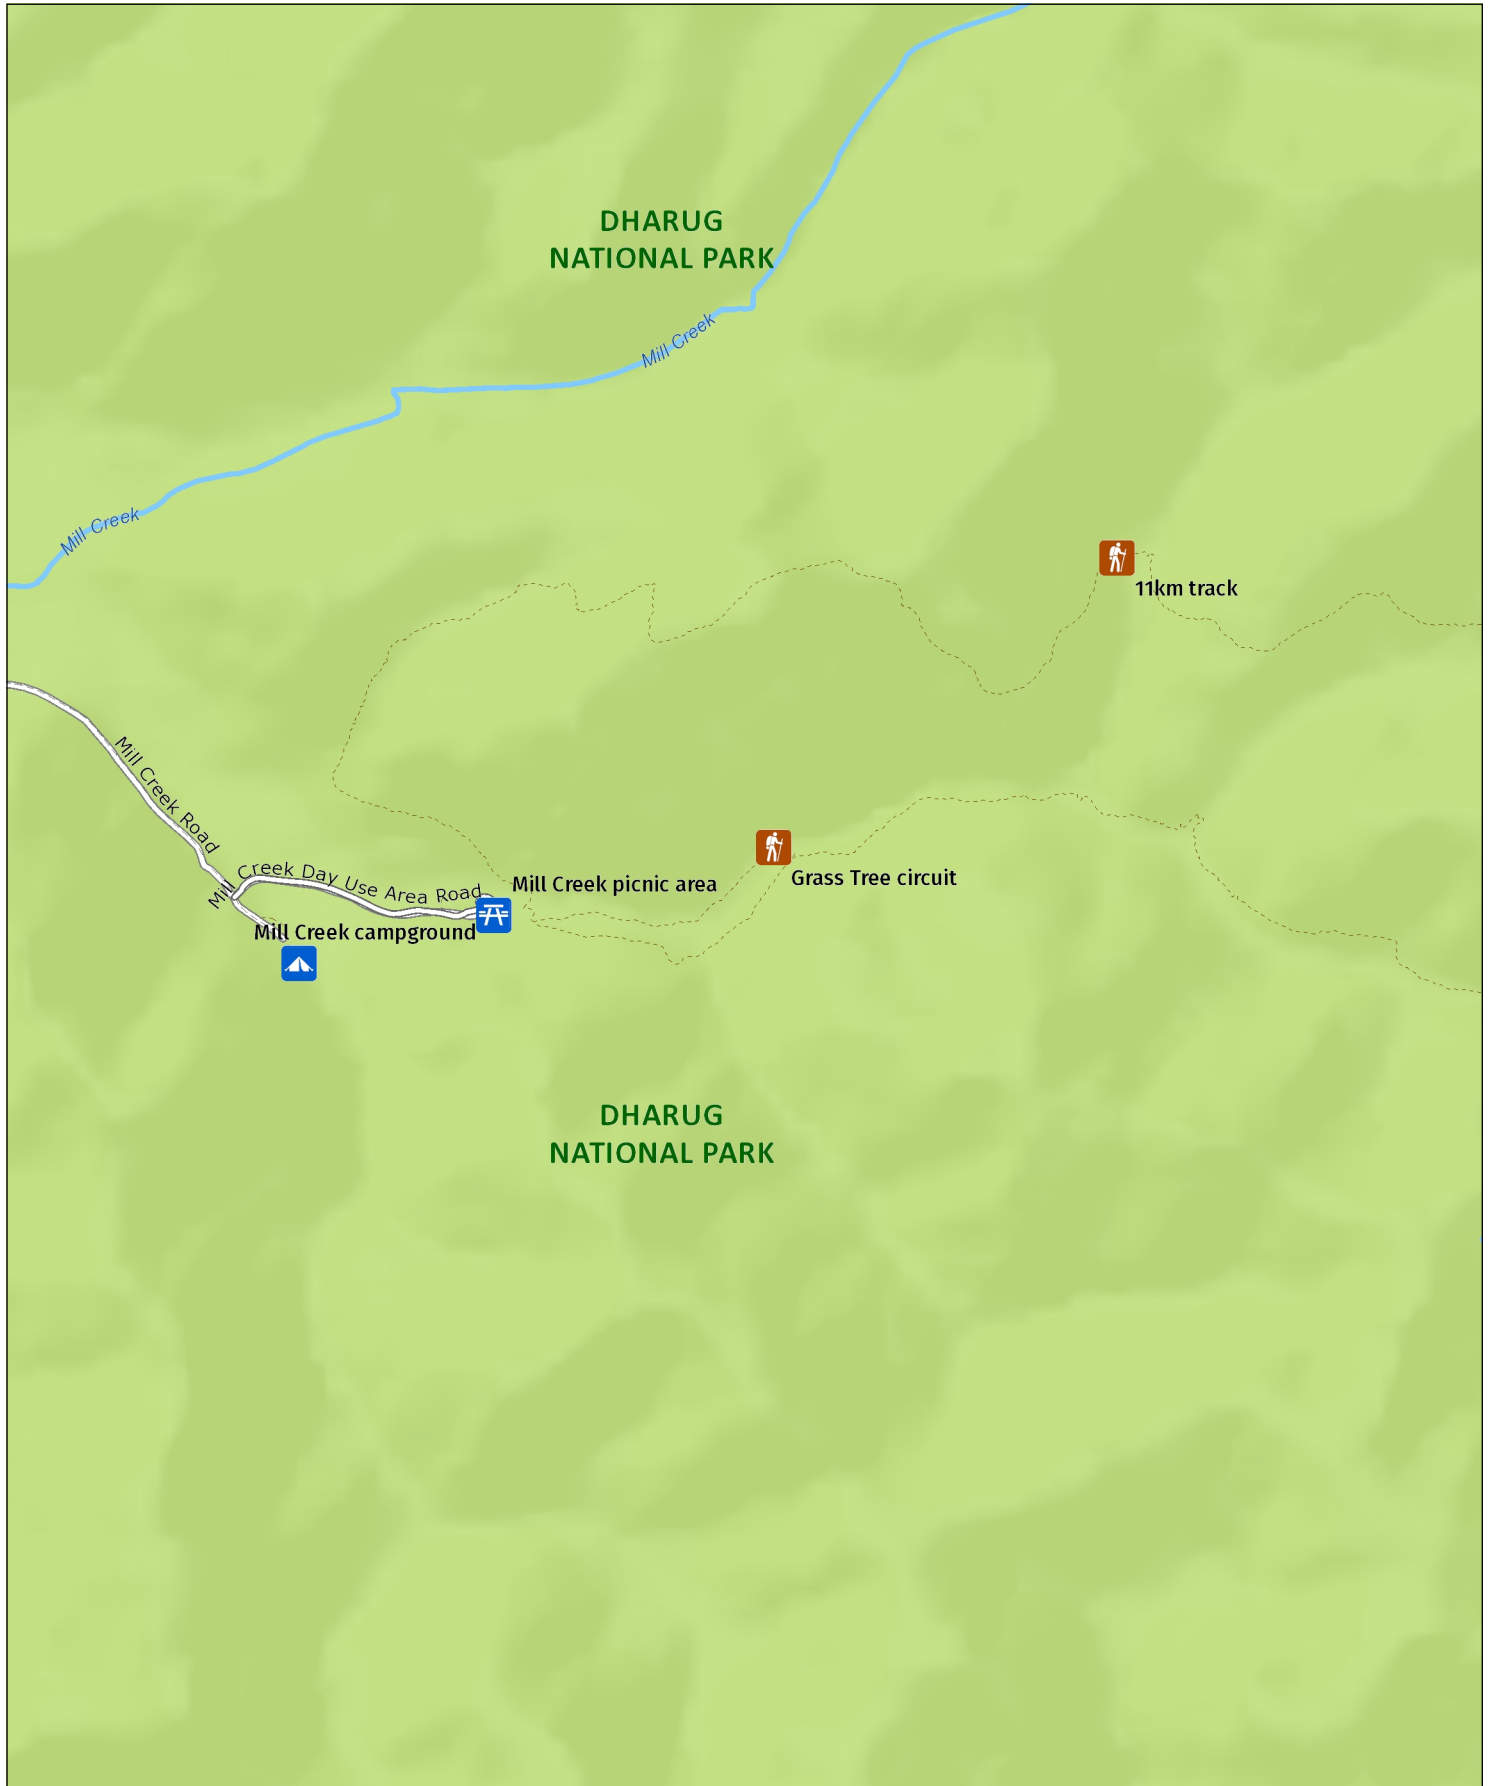 DHARUG
NATIONAL PARK
Mill Creek
Mill Creek
11km track
Mill Creek Road
Mill Creek Day Use Area Road
Mill Creek picnic area
Grass Tree circuit
Mill Creek campground
DHARUG
NATIONAL PARK